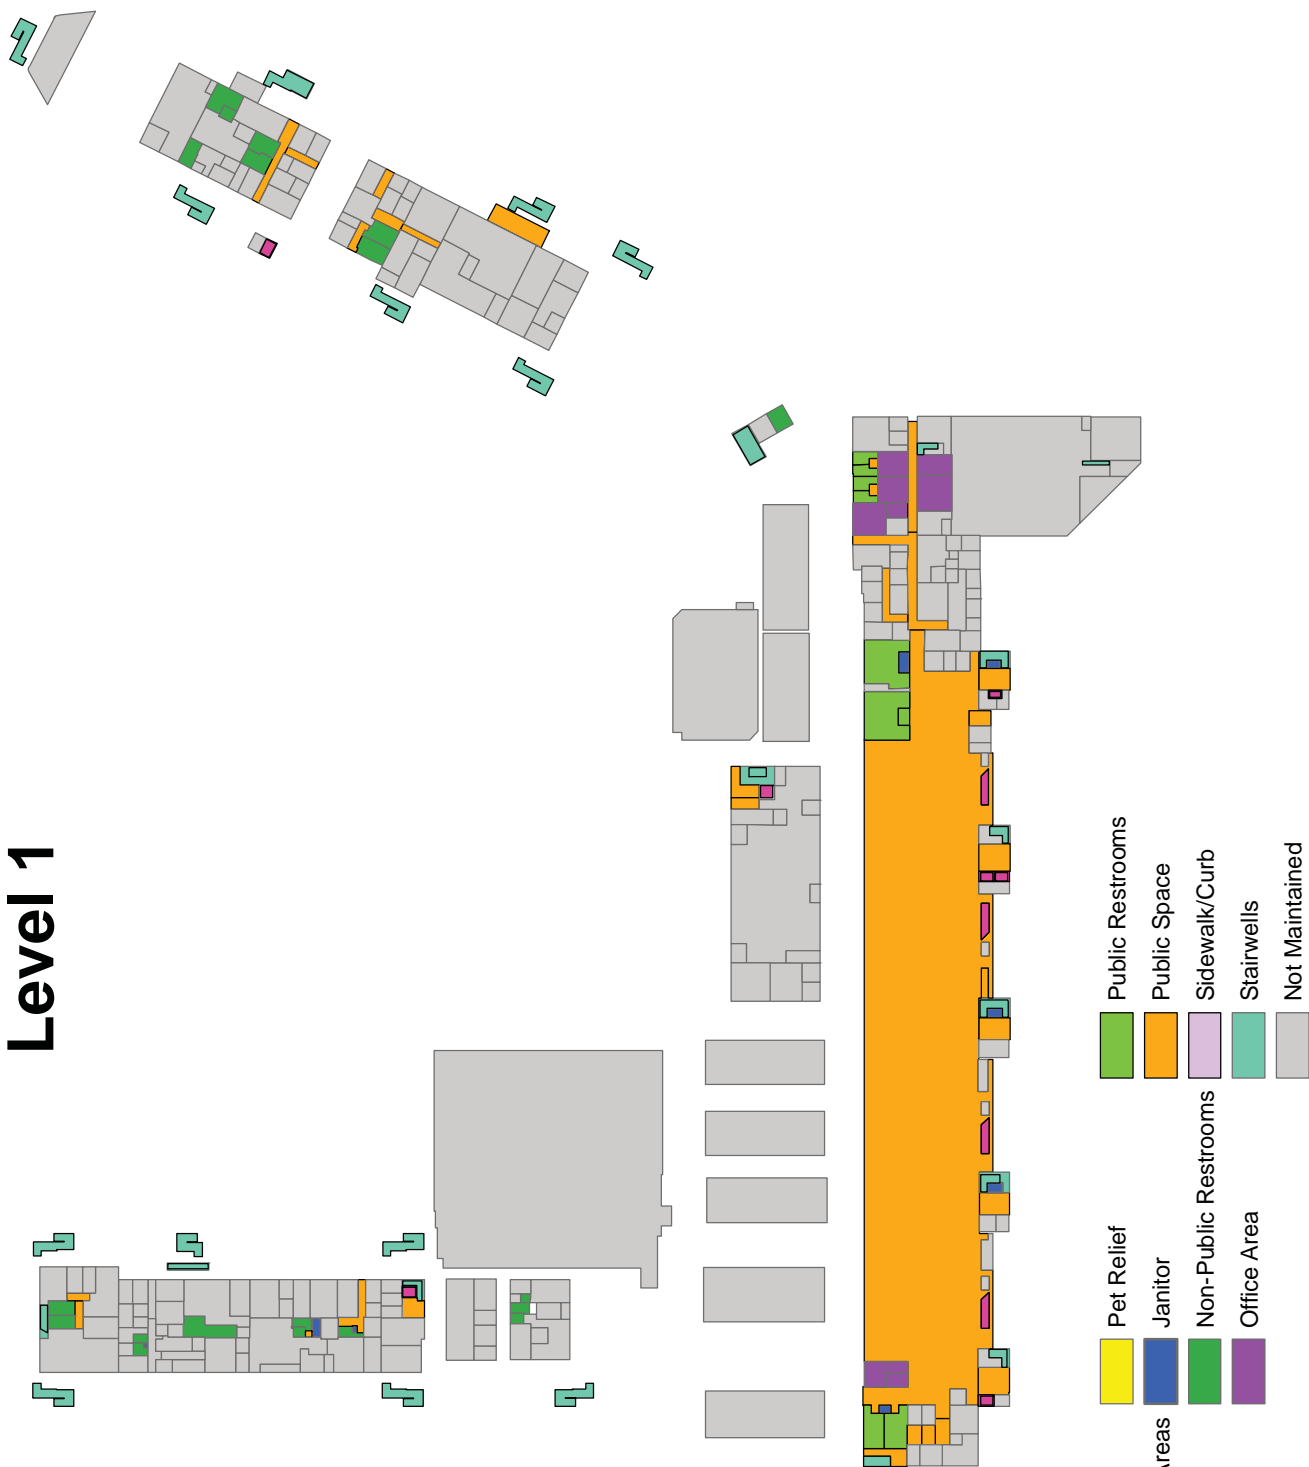 Level 1
Pet Relief
Janitor
Non-Public Restrooms
Office Area
Public Restrooms
Public Space
Sidewalk/Curb
Stairwells
Not Maintained